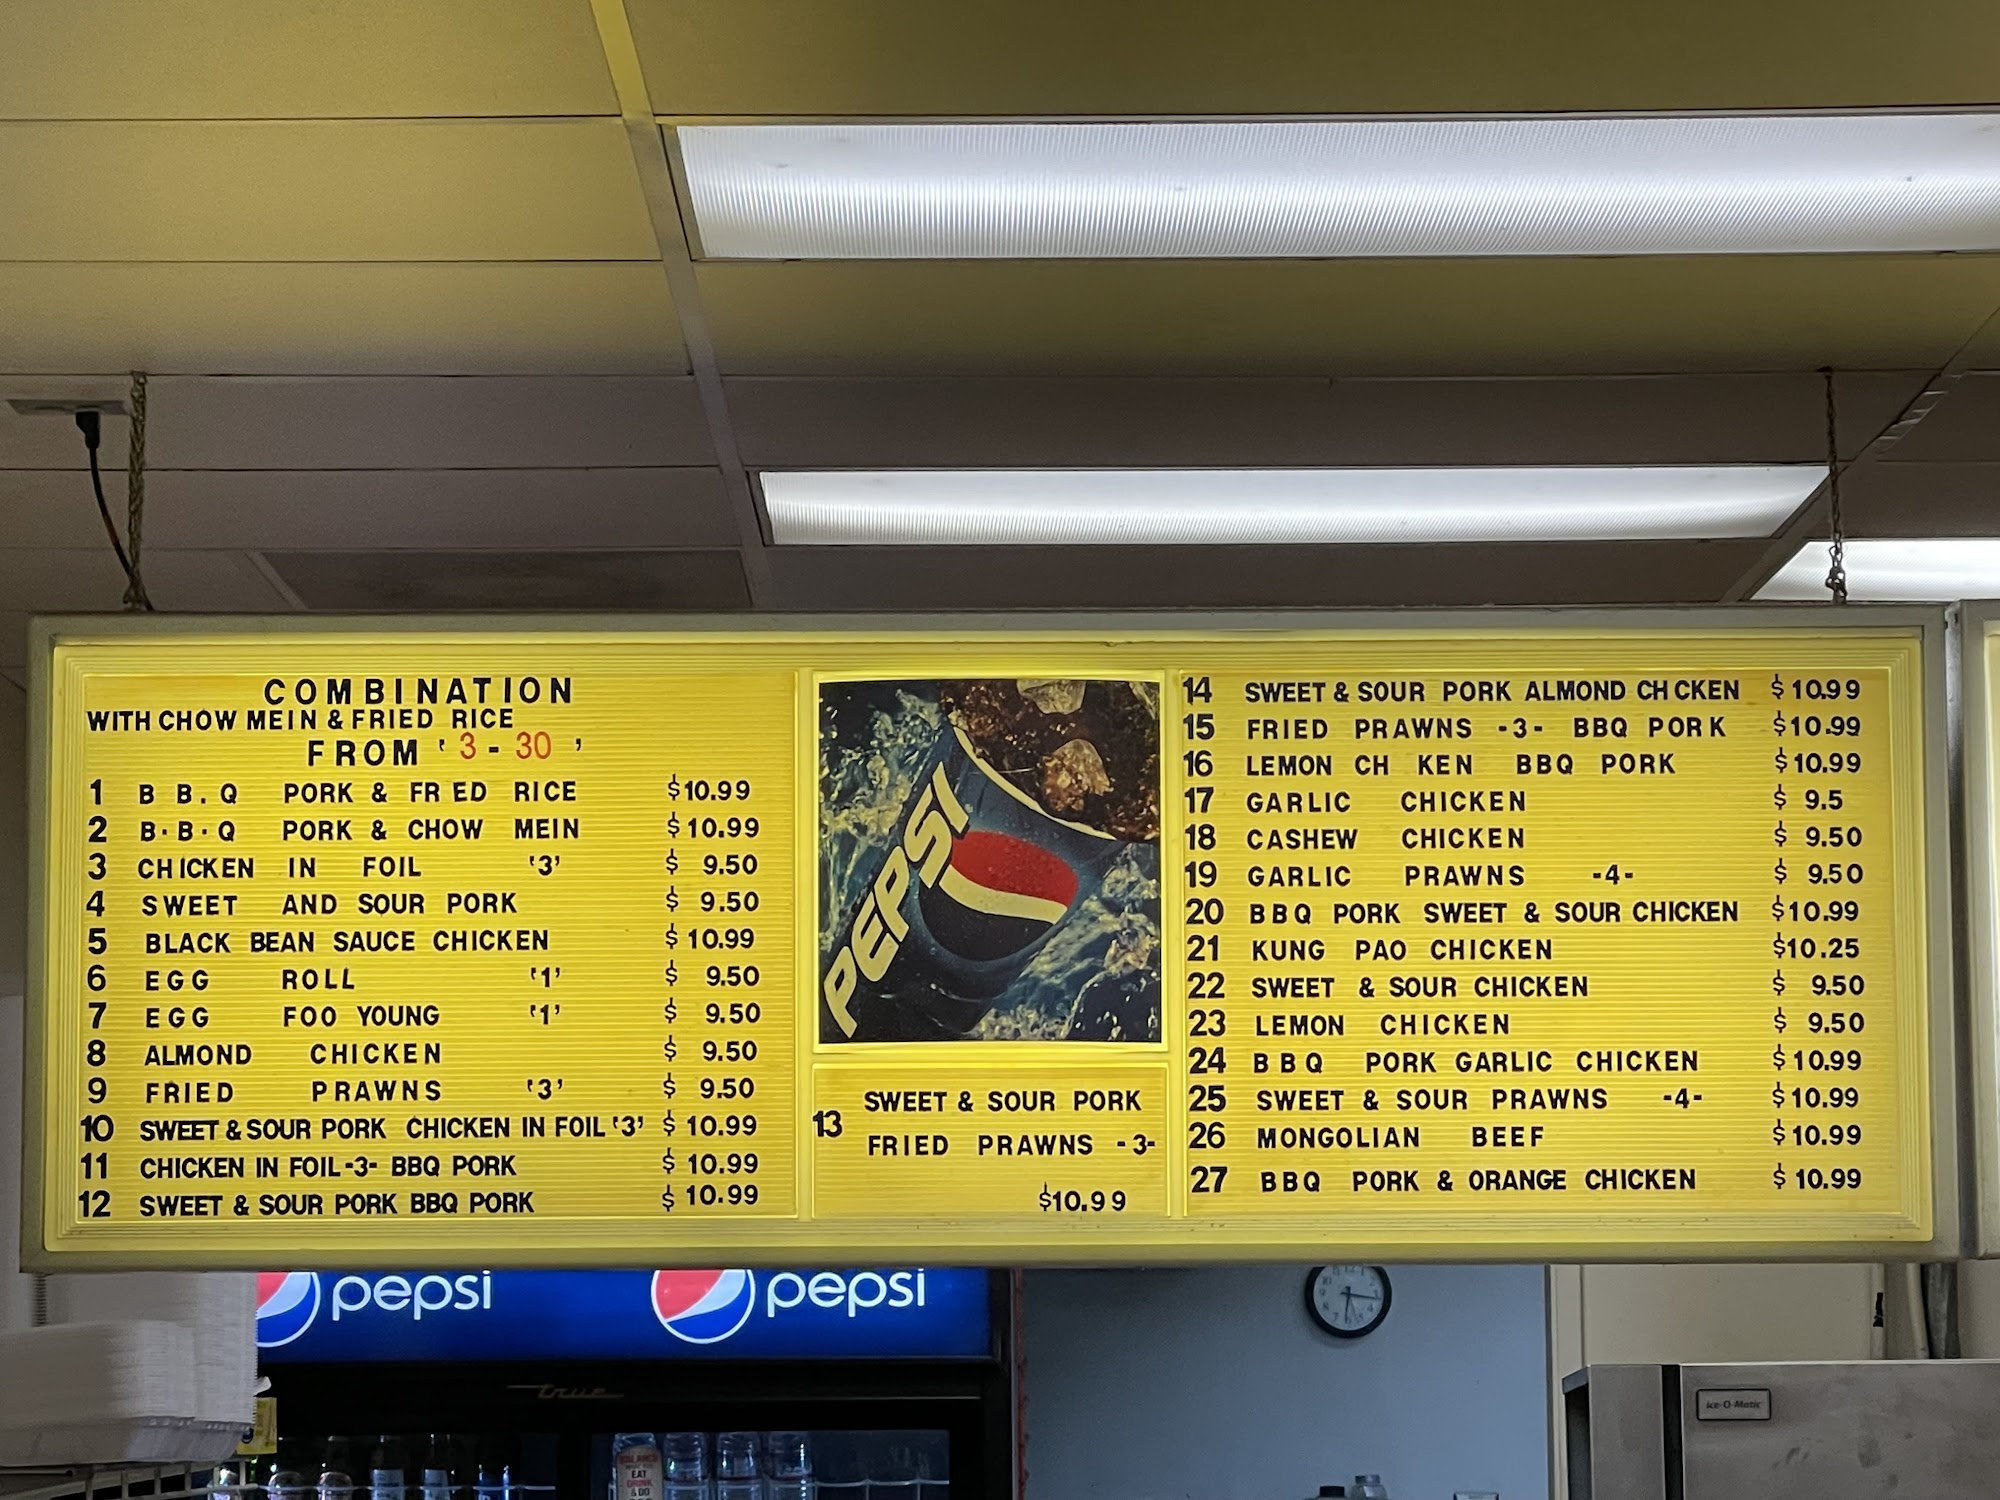 COMBINATION
WITH CHOW MEIN & FRIED RICE
FROM ‘ 3 - 30 ’
1 B B. Q PORK & FR ED RICE $10.99
2 B·B·Q PORK & CHOW MEIN $10.99
3 CHICKEN IN FOIL ‘3’ $ 9.50
4 SWEET AND SOUR PORK $ 9.50
5 BLACK BEAN SAUCE CHICKEN $10.99
6 EGG ROLL ‘1’ $ 9.50
7 EGG FOO YOUNG ‘1’ $ 9.50
8 ALMOND CHICKEN $ 9.50
9 FRIED PRAWNS ‘3’ $ 9.50
10 SWEET & SOUR PORK CHICKEN IN FOIL ‘3’ $ 10.99
11 CHICKEN IN FOIL -3- BBQ PORK $ 10.99
12 SWEET & SOUR PORK BBQ PORK $ 10.99
PEPSI
13 SWEET & SOUR PORK
FRIED PRAWNS -3-
$10.99
14 SWEET & SOUR PORK ALMOND CH CKEN $10.99
15 FRIED PRAWNS -3- BBQ PORK $10.99
16 LEMON CH KEN BBQ PORK $10.99
17 GARLIC CHICKEN $ 9.5
18 CASHEW CHICKEN $ 9.50
19 GARLIC PRAWNS -4- $ 9.50
20 BBQ PORK SWEET & SOUR CHICKEN $10.99
21 KUNG PAO CHICKEN $10.25
22 SWEET & SOUR CHICKEN $ 9.50
23 LEMON CHICKEN $ 9.50
24 BBQ PORK GARLIC CHICKEN $10.99
25 SWEET & SOUR PRAWNS -4- $10.99
26 MONGOLIAN BEEF $10.99
27 BBQ PORK & ORANGE CHICKEN $ 10.99
pepsi pepsi
true
Ice-O-Matic
EAT
DRINK
& DO